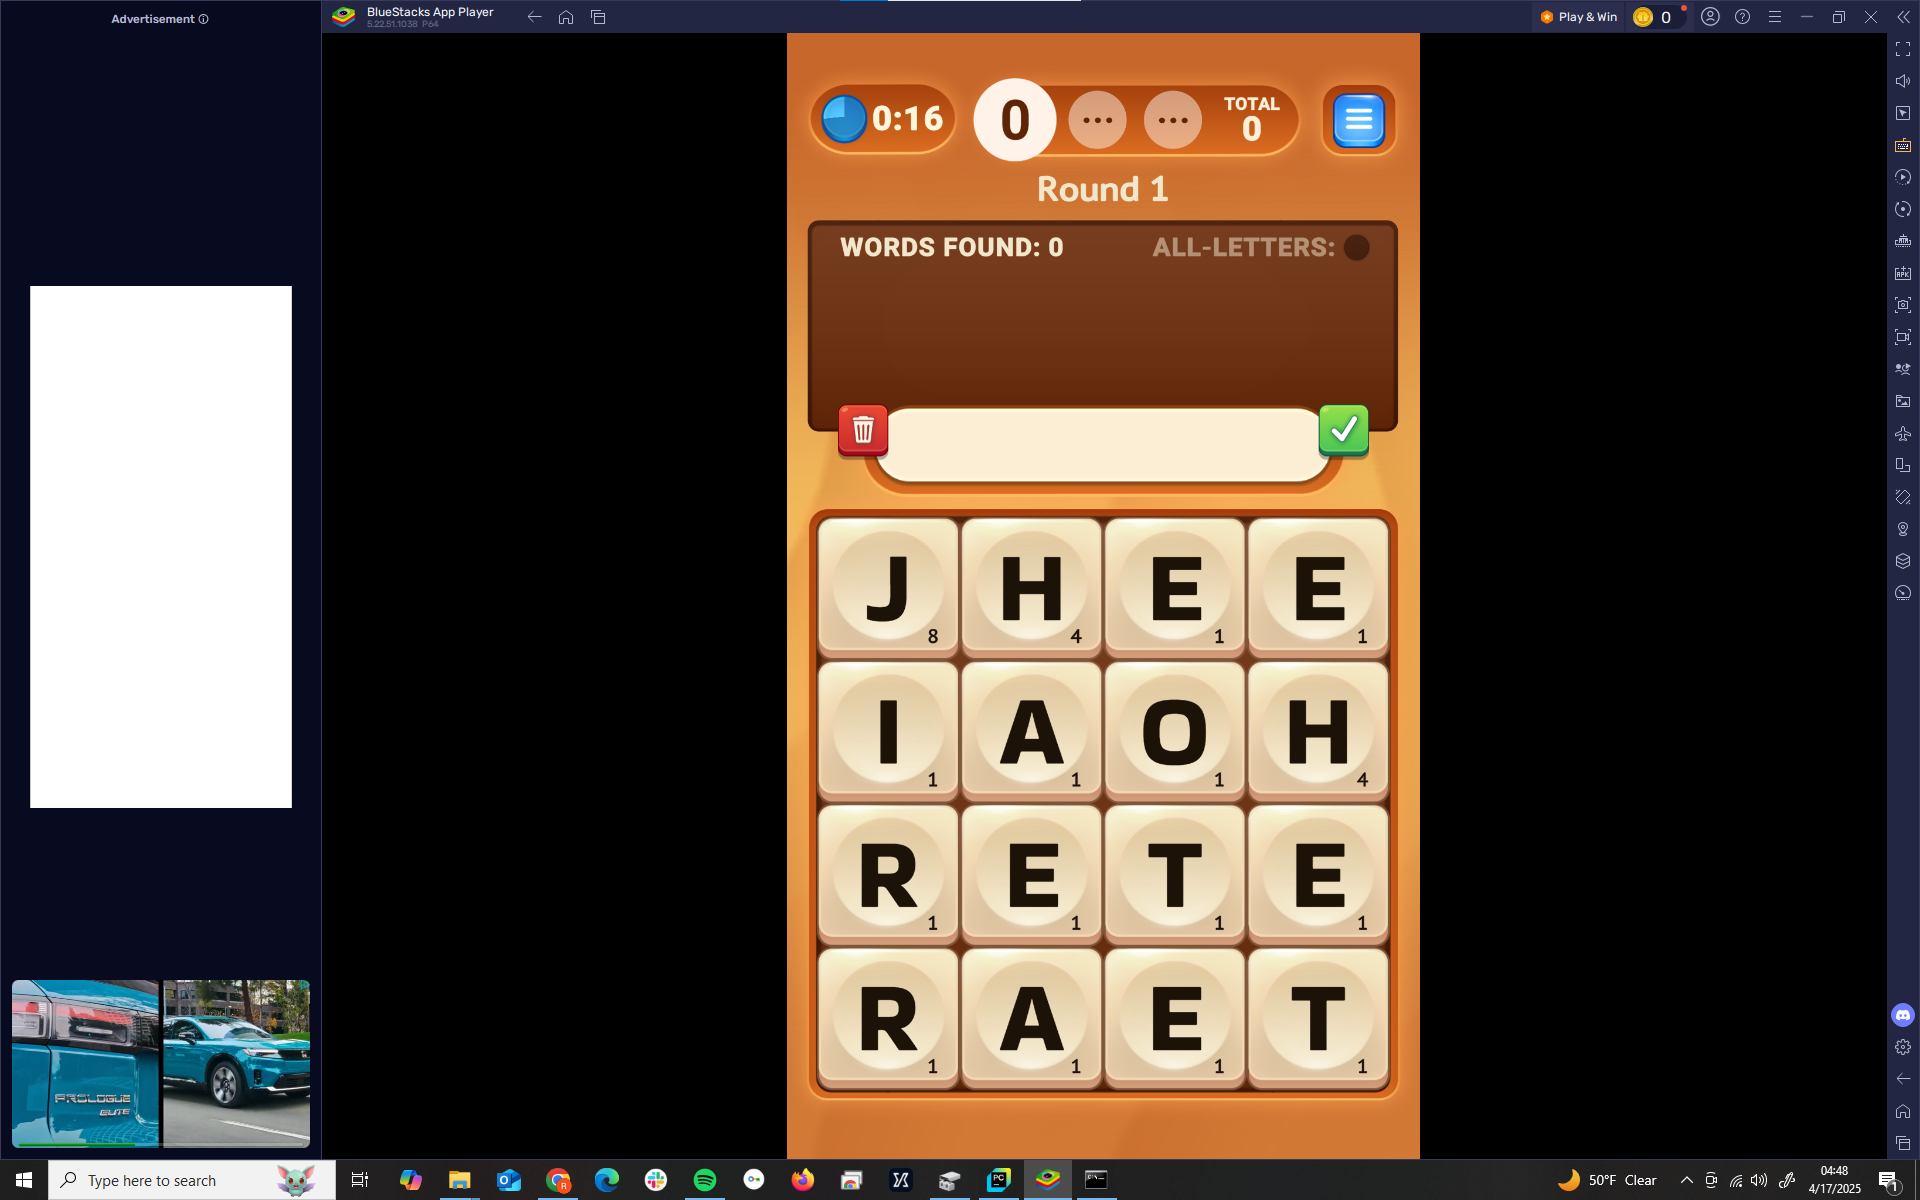 Advertisement
BlueStacks App Player
5.22.51.1038 P64
Play & Win
0
0:16
0
...
...
TOTAL
0
Round 1
WORDS FOUND: 0
ALL-LETTERS:
J 8
H 4
E 1
E 1
I 1
A 1
O 1
H 4
R 1
E 1
T 1
E 1
R 1
A 1
E 1
T 1
PROLOGUE
ELITE
Type here to search
50°F Clear
04:48
4/17/2025
1